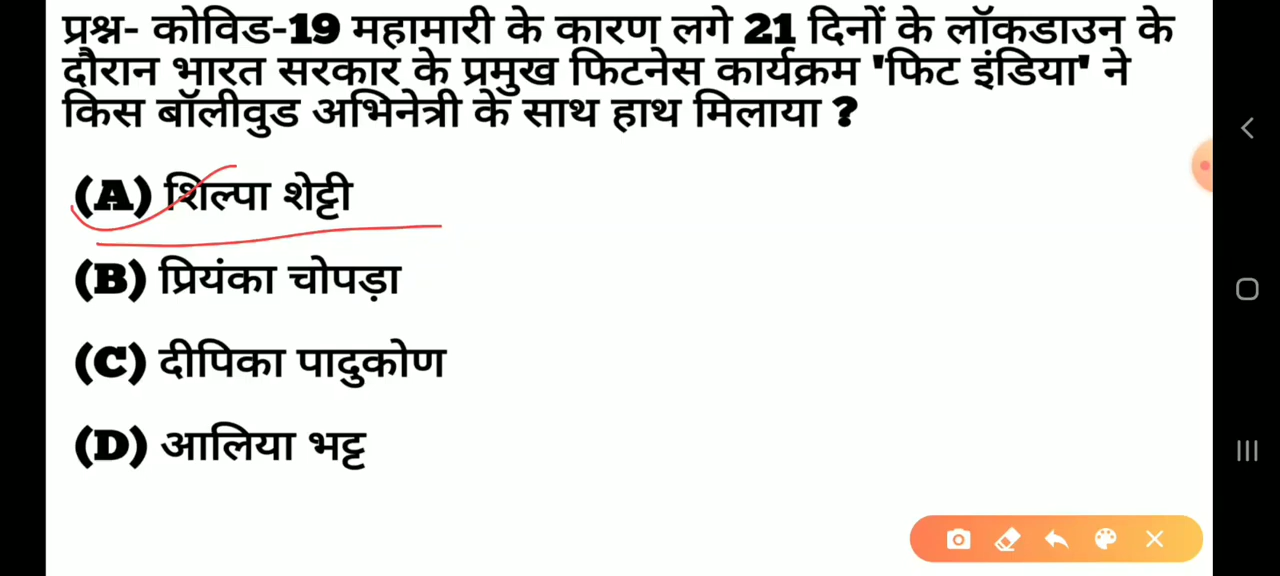 प्रश्न- कोविड-19 महामारी के कारण लगे 21 दिनों के लॉकडाउन के
दौरान भारत सरकार के प्रमुख फिटनेस कार्यक्रम 'फिट इंडिया' ने
किस बॉलीवुड अभिनेत्री के साथ हाथ मिलाया ?
(A) शिल्पा शेट्टी
(B) प्रियंका चोपड़ा
(C) दीपिका पादुकोण
(D) आलिया भट्ट